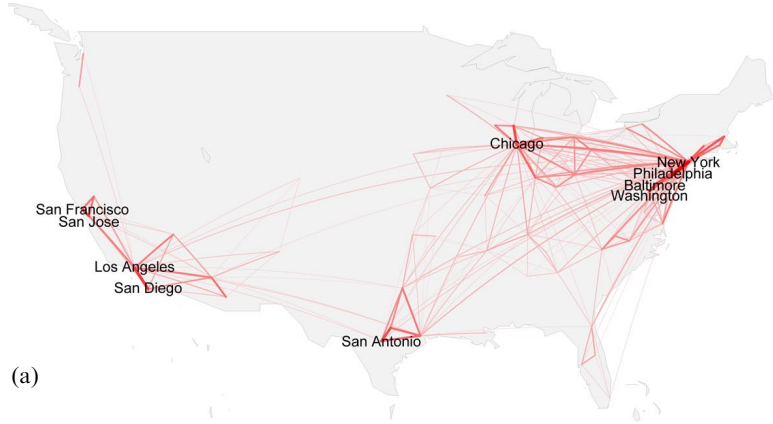 Chicago
New York
Philadelphia
Baltimore
Washington
San Francisco
San Jose
Los Angeles
San Diego
San Antonio
(a)